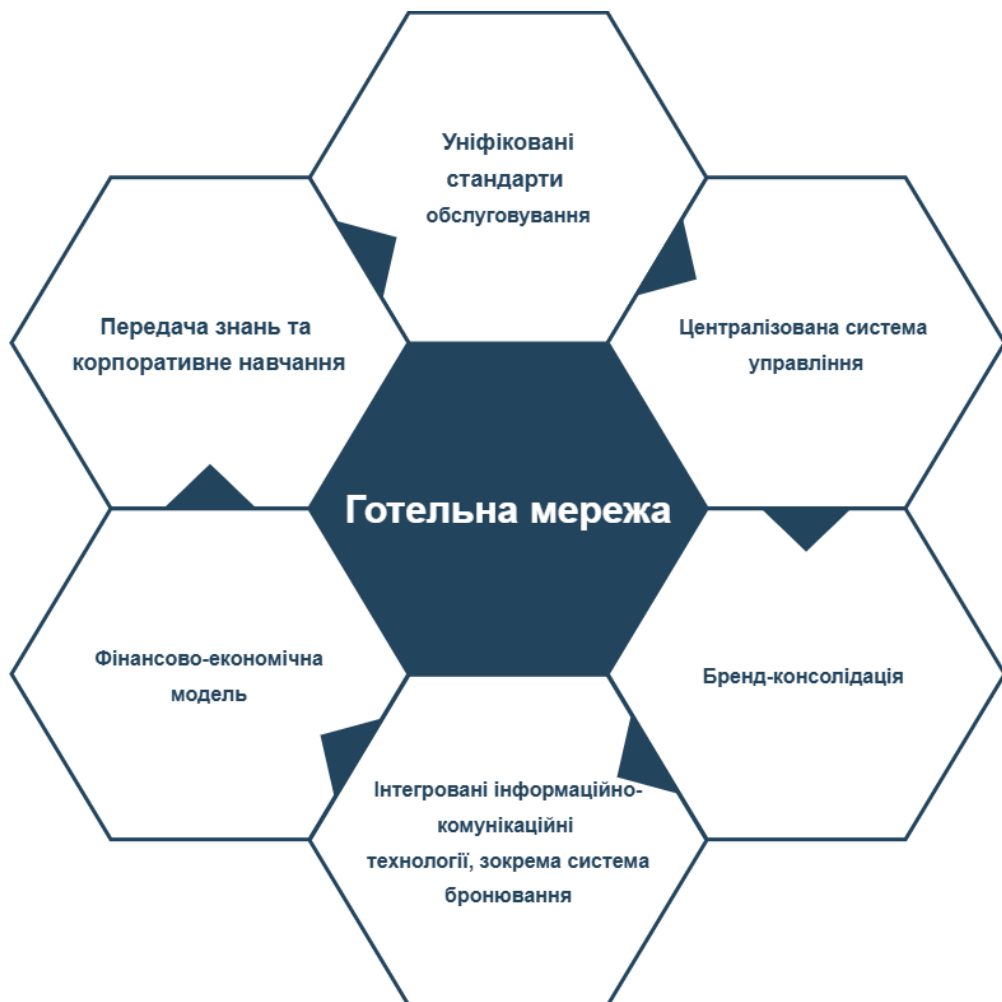 Уніфіковані
стандарти
обслуговування
Передача знань та
корпоративне навчання
Централізована система
управління
Готельна мережа
Фінансово-економічна
модель
Бренд-консолідація
Інтегровані інформаційно-
комунікаційні
технології, зокрема система
бронювання